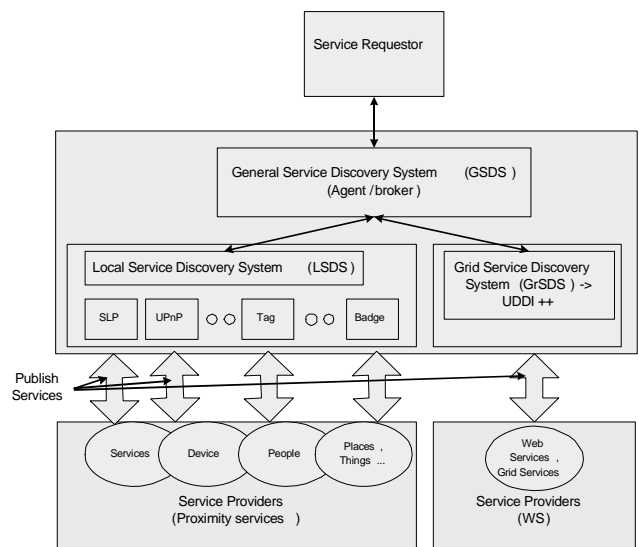 Service Requestor
General Service Discovery System (GSDS )
(Agent /broker )
Local Service Discovery System (LSDS )
Grid Service Discovery
System (GrSDS ) ->
UDDI ++
SLP
UPnP
Tag
Badge
Publish
Services
Services
Device
People
Places ,
Things ...
Web
Services ,
Grid Services
Service Providers
(Proximity services )
Service Providers
(WS)